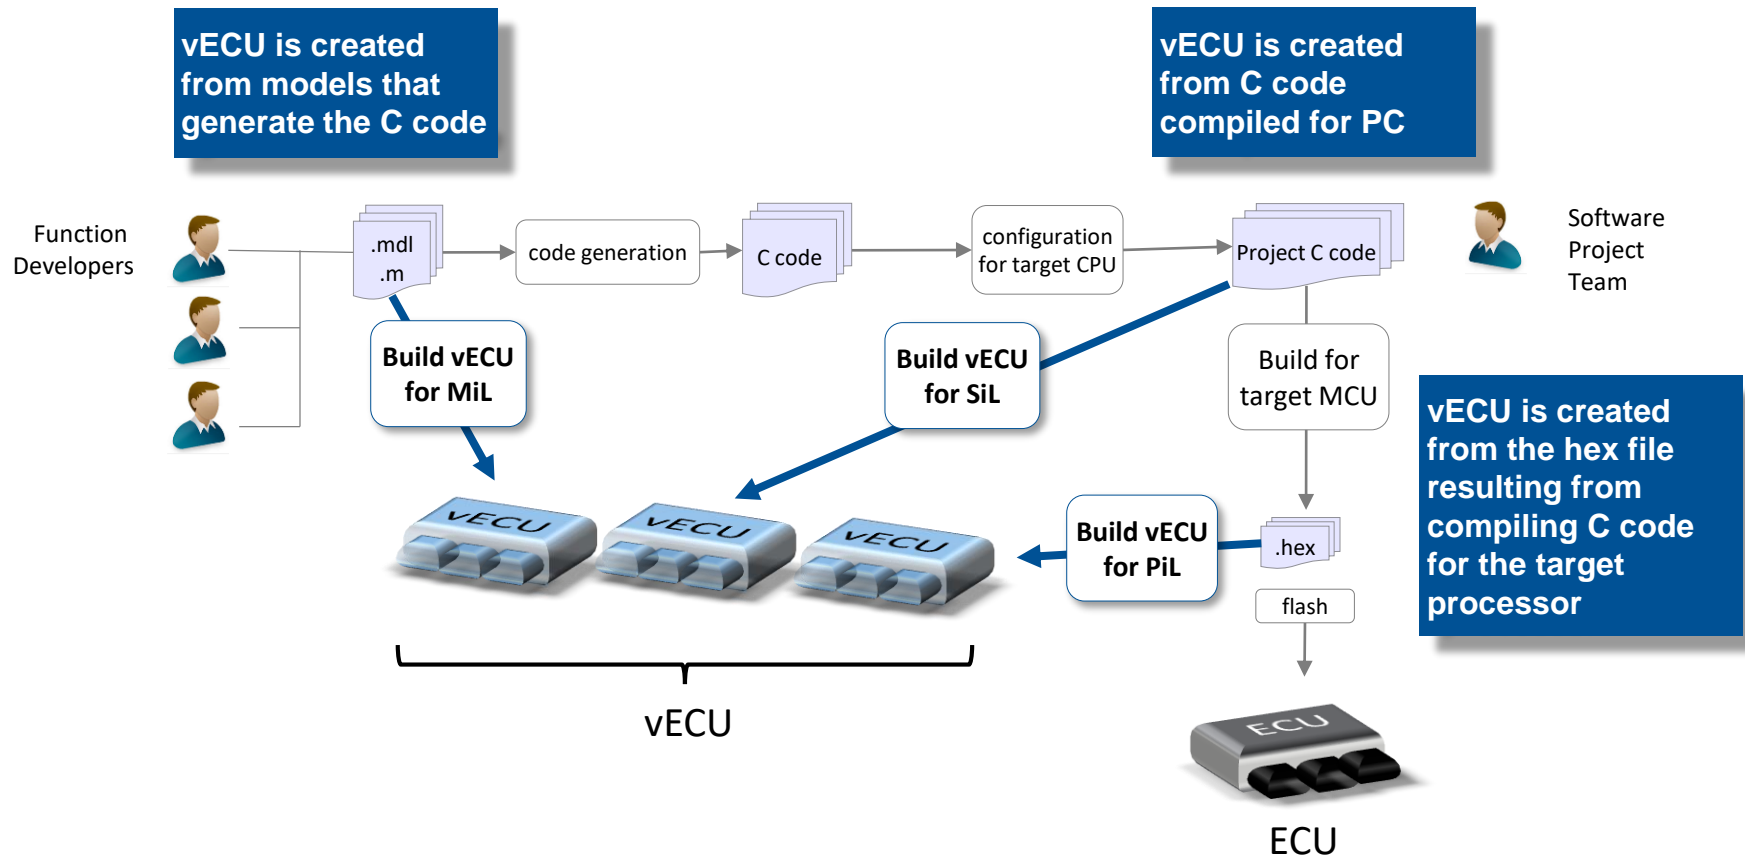 vECU is created
from models that
generate the C code
vECU is created
from C code
compiled for PC
Function
Developers
.mdl
.m
code generation
C code
configuration
for target CPU
Project C code
Software
Project
Team
Build vECU
for MiL
Build vECU
for SiL
Build for
target MCU
vECU is created
from the hex file
resulting from
compiling C code
for the target
processor
vECU
vECU
vECU
Build vECU
for PiL
.hex
flash
vECU
ECU
ECU